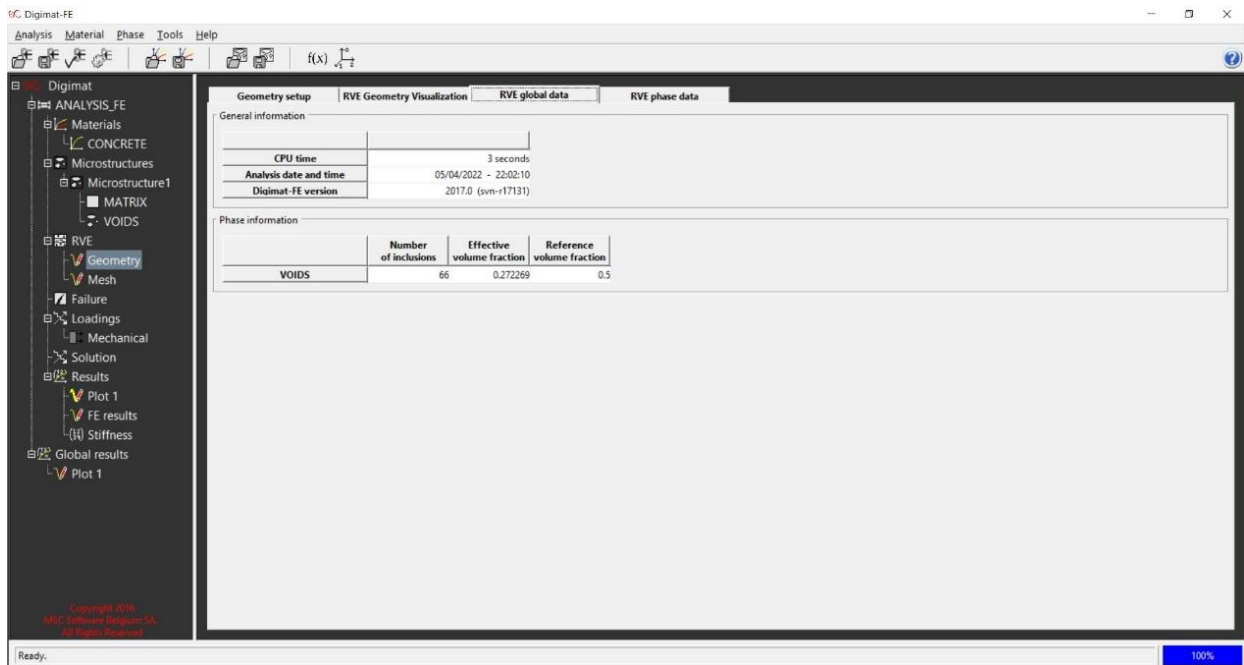 Digimat-FE
Analysis Material Phase Tools Help
f(x)
Digimat
ANALYSIS_FE
Materials
CONCRETE
Microstructures
Microstructure1
MATRIX
VOIDS
RVE
Geometry
Mesh
Failure
Loadings
Mechanical
Solution
Results
Plot 1
FE results
Stiffness
Global results
Plot 1
Copyright 2016
MSC Software Belgium SA.
All Rights Reserved
Geometry setup RVE Geometry Visualization RVE global data RVE phase data
General information
CPU time 3 seconds
Analysis date and time 05/04/2022 - 22:02:10
Digimat-FE version 2017.0 (svn-r17131)
Phase information
Number Effective Reference
of inclusions volume fraction volume fraction
VOIDS 66 0.272269 0.5
Ready. 100%